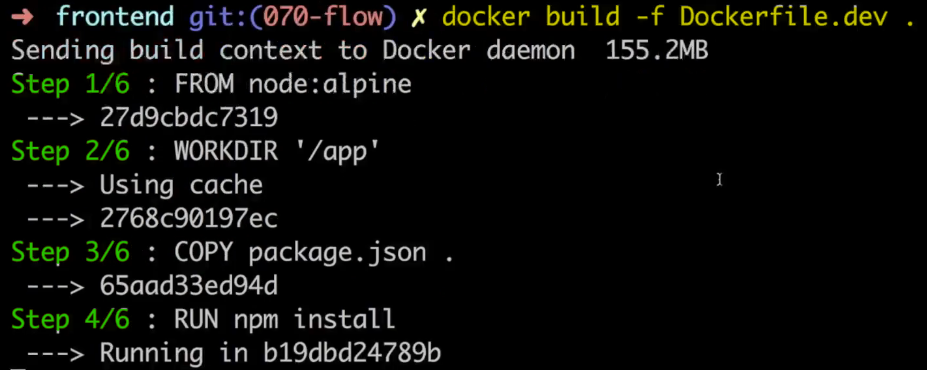 ➜ frontend git:(070-flow) ✗ docker build -f Dockerfile.dev .
Sending build context to Docker daemon  155.2MB
Step 1/6 : FROM node:alpine
 ---> 27d9cbdc7319
Step 2/6 : WORKDIR '/app'
 ---> Using cache
 ---> 2768c90197ec
Step 3/6 : COPY package.json .
 ---> 65aad33ed94d
Step 4/6 : RUN npm install
 ---> Running in b19dbd24789b